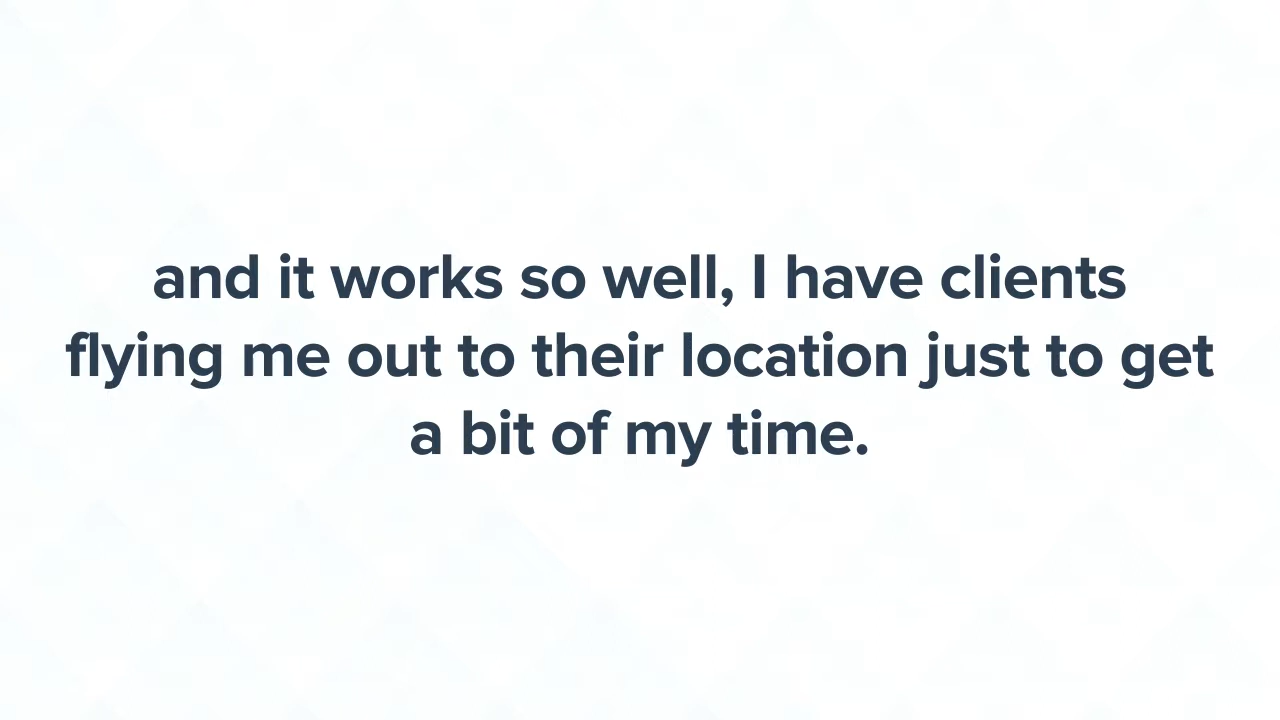 and it works so well, I have clients
flying me out to their location just to get
a bit of my time.